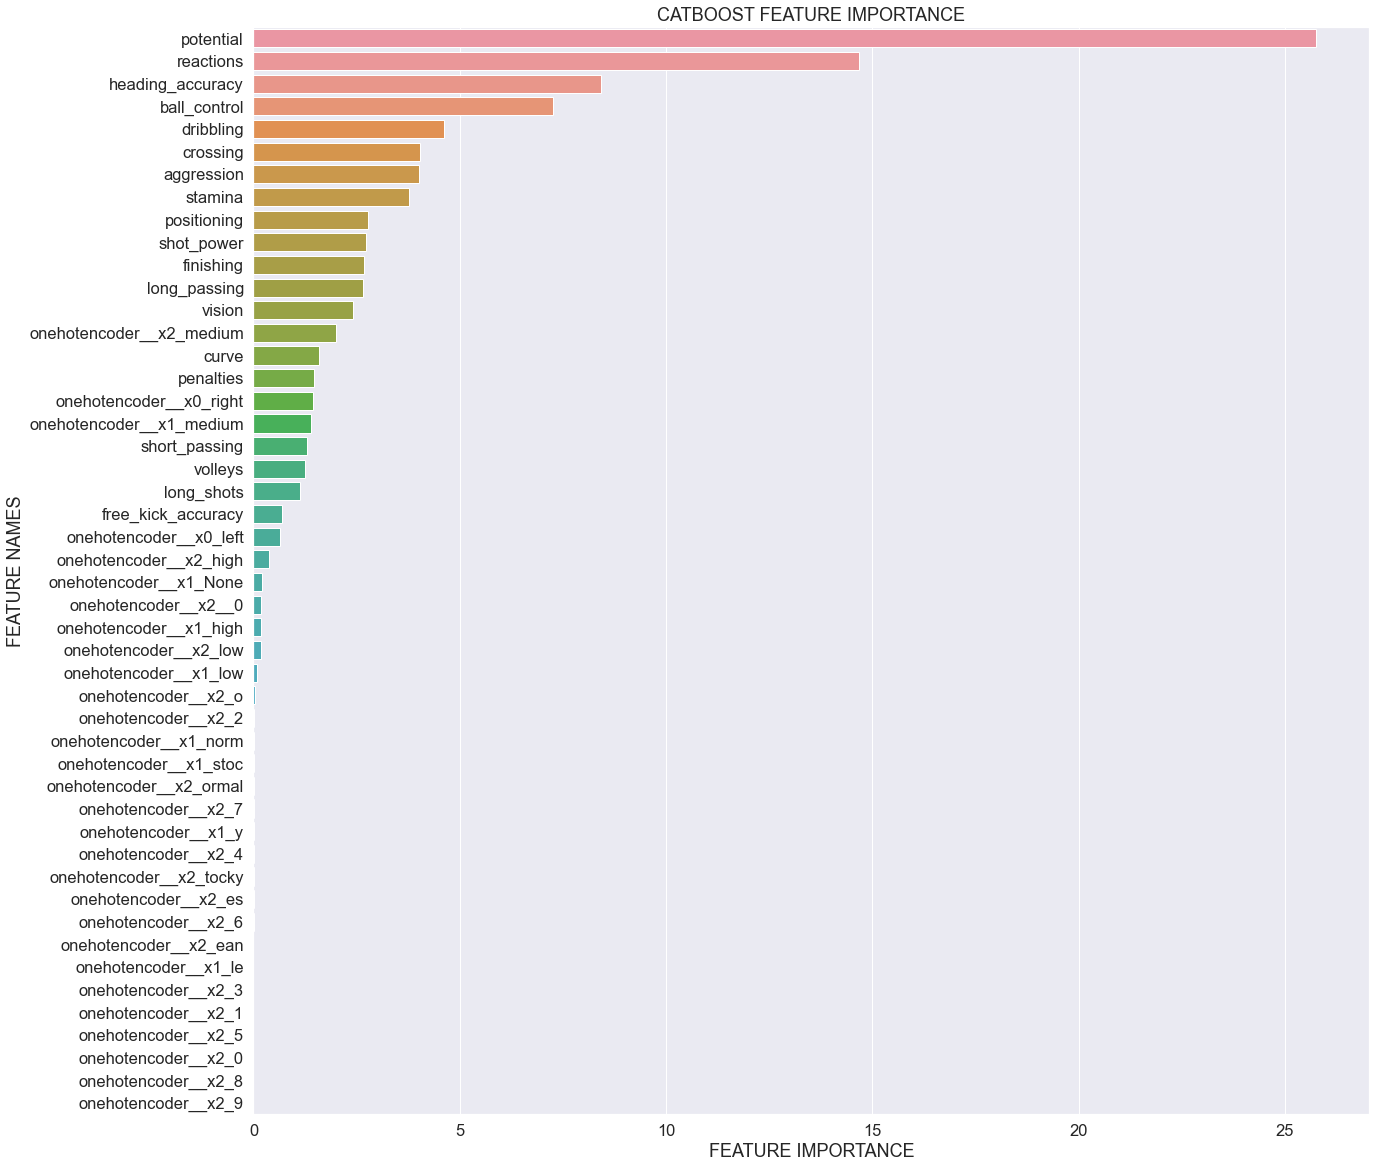 CATBOOST FEATURE IMPORTANCE
potential
reactions
heading_accuracy
ball_control
dribbling
crossing
aggression
stamina
positioning
shot_power
finishing
long_passing
vision
onehotencoder__x2_medium
curve
penalties
onehotencoder__x0_right
onehotencoder__x1_medium
short_passing
volleys
long_shots
free_kick_accuracy
onehotencoder__x0_left
onehotencoder__x2_high
onehotencoder__x1_None
onehotencoder__x2__0
onehotencoder__x1_high
onehotencoder__x2_low
onehotencoder__x1_low
onehotencoder__x2_o
onehotencoder__x2_2
onehotencoder__x1_norm
onehotencoder__x1_stoc
onehotencoder__x2_ormal
onehotencoder__x2_7
onehotencoder__x1_y
onehotencoder__x2_4
onehotencoder__x2_tocky
onehotencoder__x2_es
onehotencoder__x2_6
onehotencoder__x2_ean
onehotencoder__x1_le
onehotencoder__x2_3
onehotencoder__x2_1
onehotencoder__x2_5
onehotencoder__x2_0
onehotencoder__x2_8
onehotencoder__x2_9
FEATURE NAMES
0 5 10 15 20 25
FEATURE IMPORTANCE